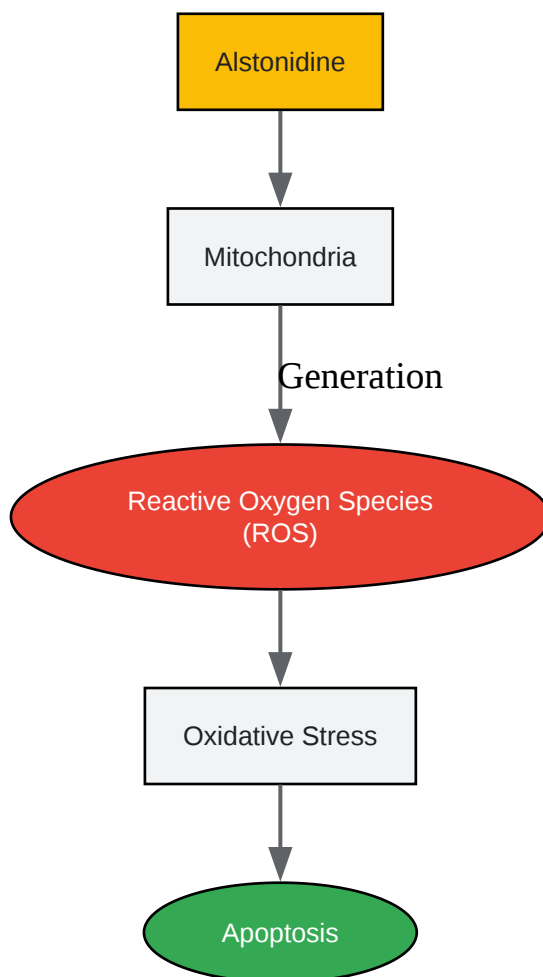 Alstonidine
Mitochondria
Generation
Reactive Oxygen Species
(ROS)
Oxidative Stress
Apoptosis